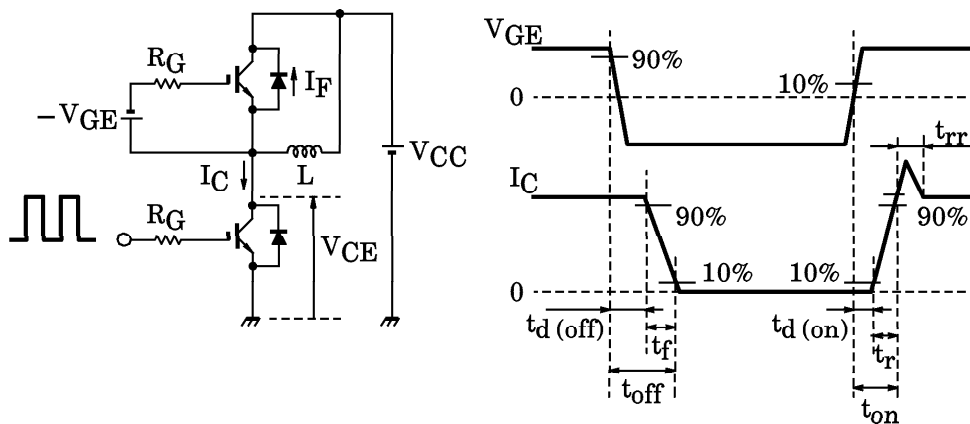 RG
IF
−VGE
IC
L
VCC
RG
VCE
VGE
90%
10%
0
trr
IC
90%
90%
10%
10%
0
td (off)
tf
td (on)
tr
toff
ton